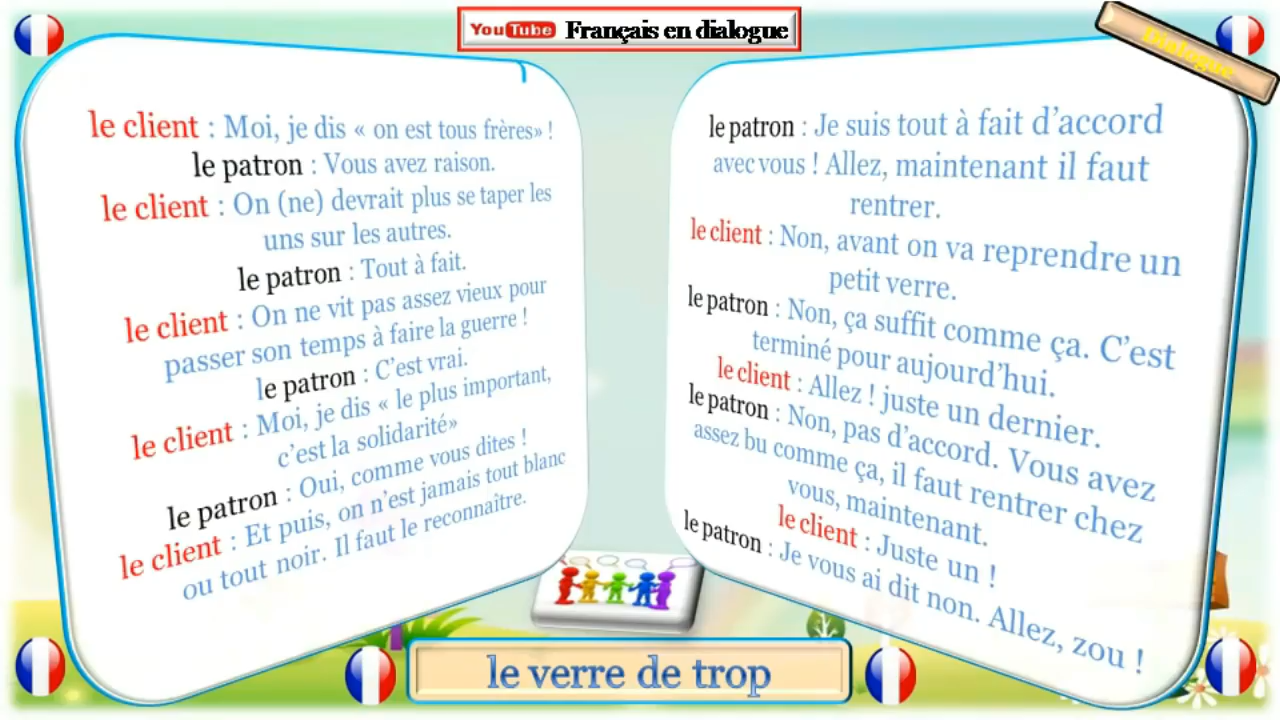 YouTube Français en dialogue
Dialogue
le client : Moi, je dis « on est tous frères» !
le patron : Vous avez raison.
le client : On (ne) devrait plus se taper les
uns sur les autres.
le patron : Tout à fait.
le client : On ne vit pas assez vieux pour
passer son temps à faire la guerre !
le patron : C’est vrai.
le client : Moi, je dis « le plus important,
c’est la solidarité»
le patron : Oui, comme vous dites !
le client : Et puis, on n’est jamais tout blanc
ou tout noir. Il faut le reconnaître.
le patron : Je suis tout à fait d’accord
avec vous ! Allez, maintenant il faut
rentrer.
le client : Non, avant on va reprendre un
petit verre.
le patron : Non, ça suffit comme ça. C’est
terminé pour aujourd’hui.
le client : Allez ! juste un dernier.
le patron : Non, pas d’accord. Vous avez
assez bu comme ça, il faut rentrer chez
vous, maintenant.
le client : Juste un !
le patron : Je vous ai dit non. Allez, zou !
le verre de trop